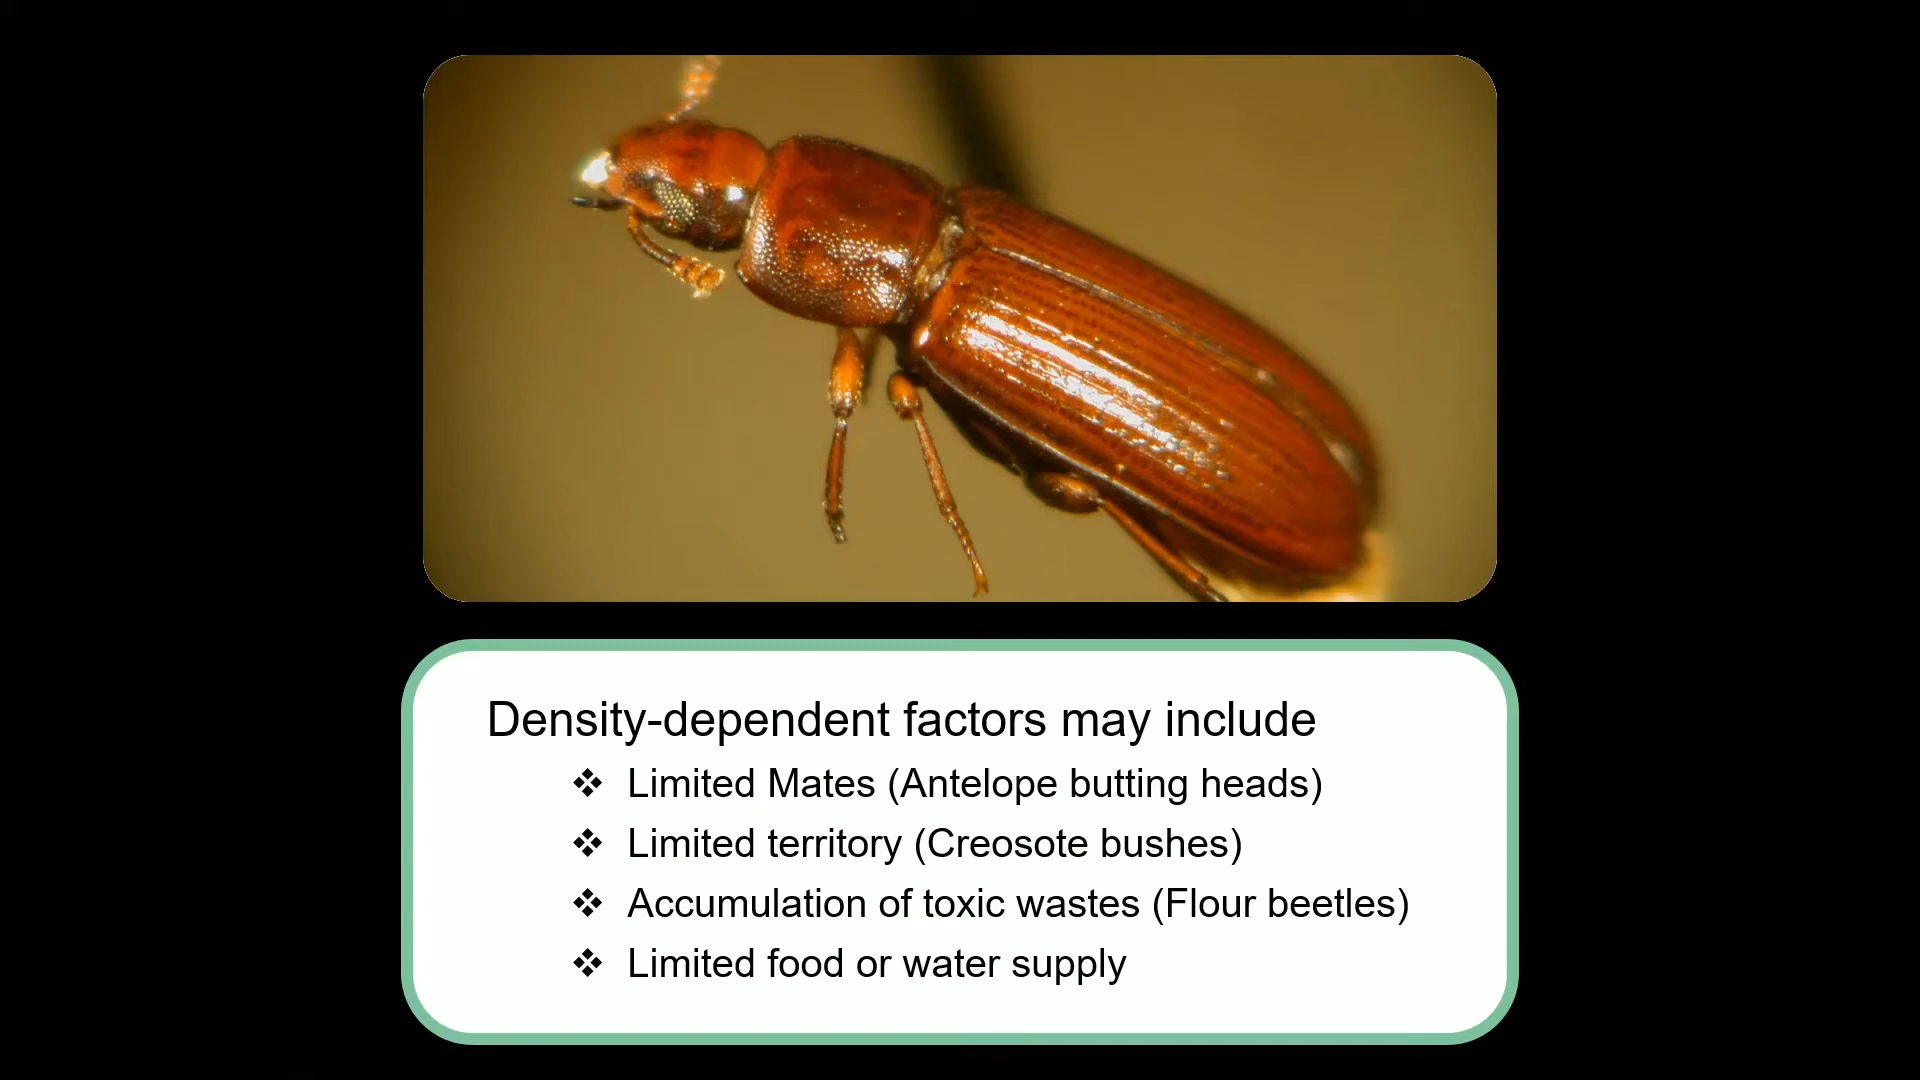 Density-dependent factors may include
❖ Limited Mates (Antelope butting heads)
❖ Limited territory (Creosote bushes)
❖ Accumulation of toxic wastes (Flour beetles)
❖ Limited food or water supply